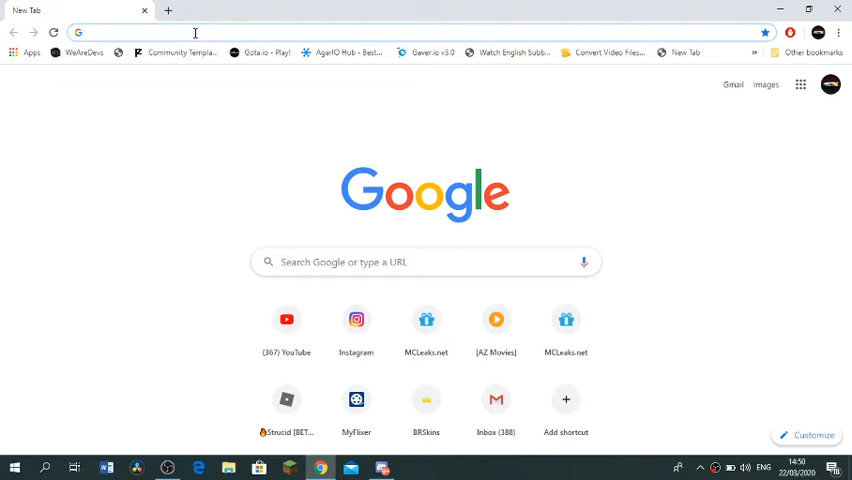 New Tab
Apps WeAreDevs Community Templa... Gota.io - Play! AgarIO Hub - Best... Gaver.io v3.0 Watch English Subb... Convert Video Files... New Tab » Other bookmarks
Gmail Images
Google
Search Google or type a URL
(367) YouTube Instagram MCLeaks.net [AZ Movies] MCLeaks.net
🔥Strucid [BET... MyFlixer BRSkins Inbox (388) Add shortcut
Customize
ENG 14:50
22/03/2020